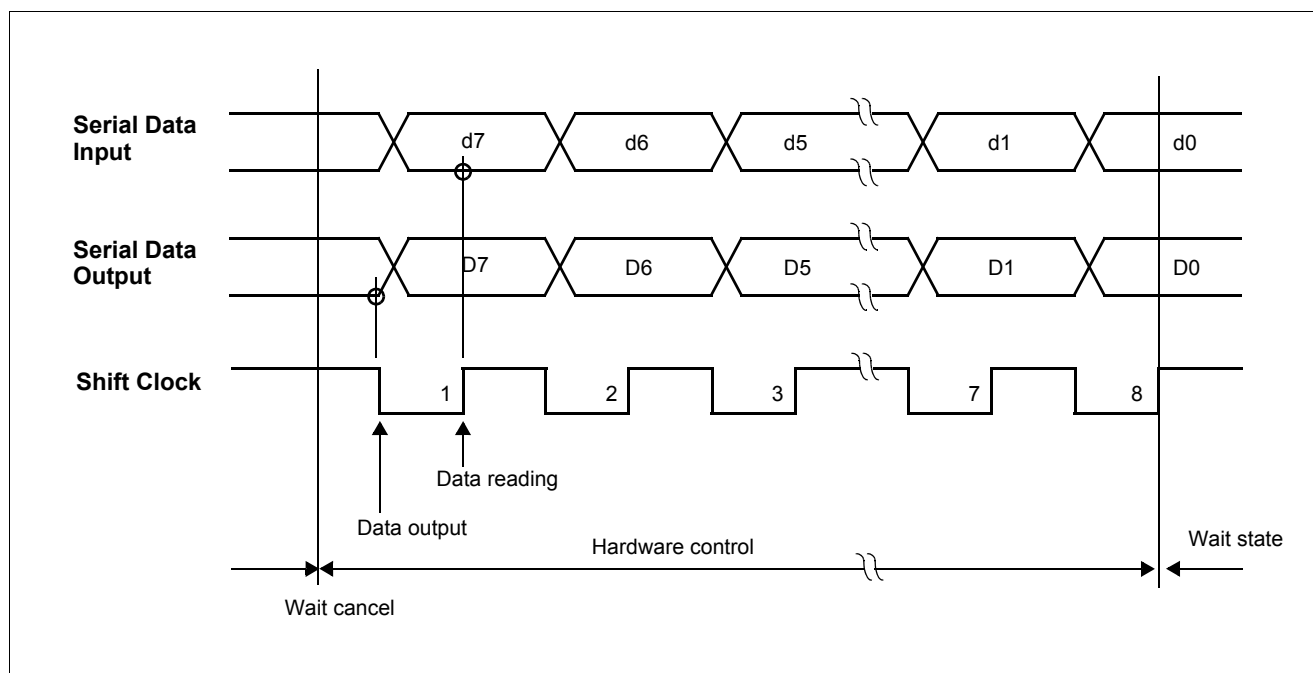 Serial Data
Input
d7
d6
d5
d1
d0
Serial Data
Output
D7
D6
D5
D1
D0
Shift Clock
1
2
3
7
8
Data reading
Data output
Hardware control
Wait state
Wait cancel